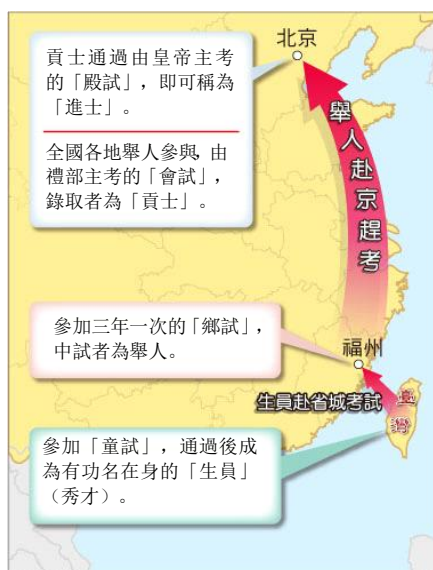 北京
貢士通過由皇帝主考
的「殿試」，即可稱為
「進士」。
全國各地舉人參與，由
禮部主考的「會試」，
錄取者為「貢士」。
舉人赴京趕考
參加三年一次的「鄉試」，
中試者為舉人。
福州
生員赴省城考試
臺灣
參加「童試」，通過後成
為有功名在身的「生員」
（秀才）。